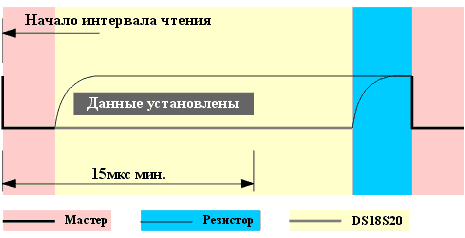 Начало интервала чтения
Данные установлены
15мкс мин.
Мастер
Резистор
DS18S20